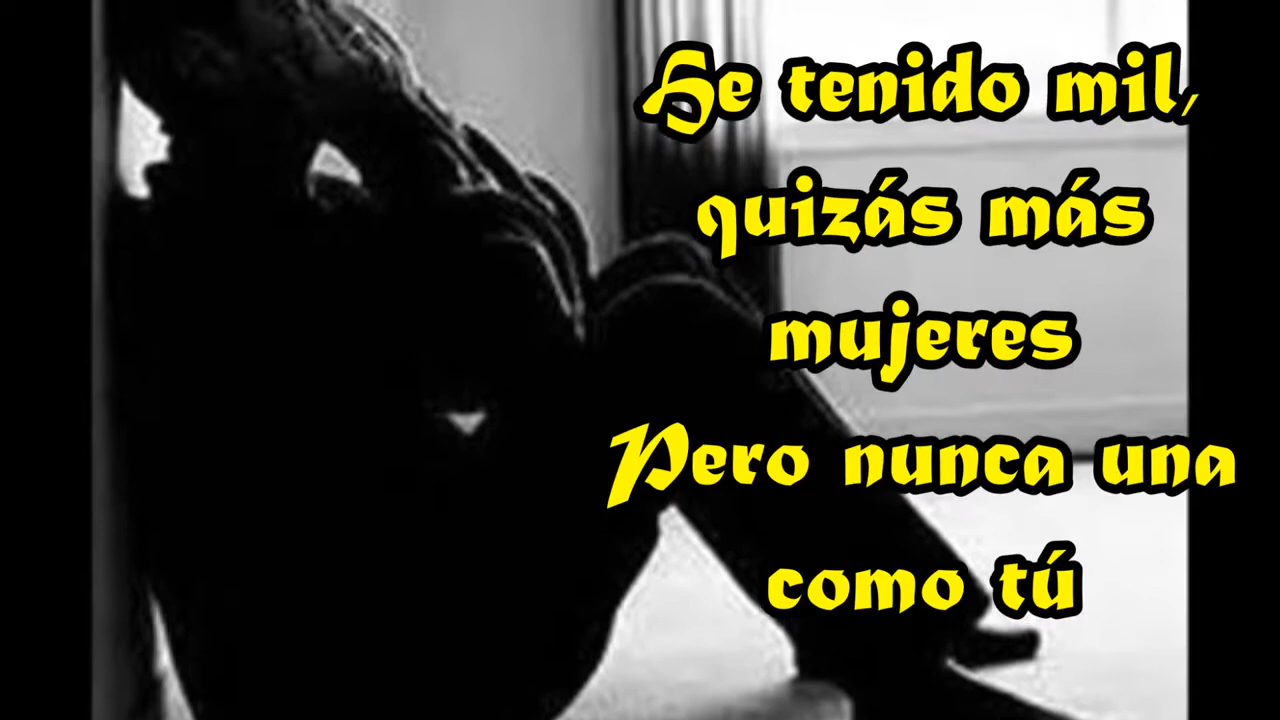 He tenido mil,
quizás más
mujeres
Pero nunca una
como tú